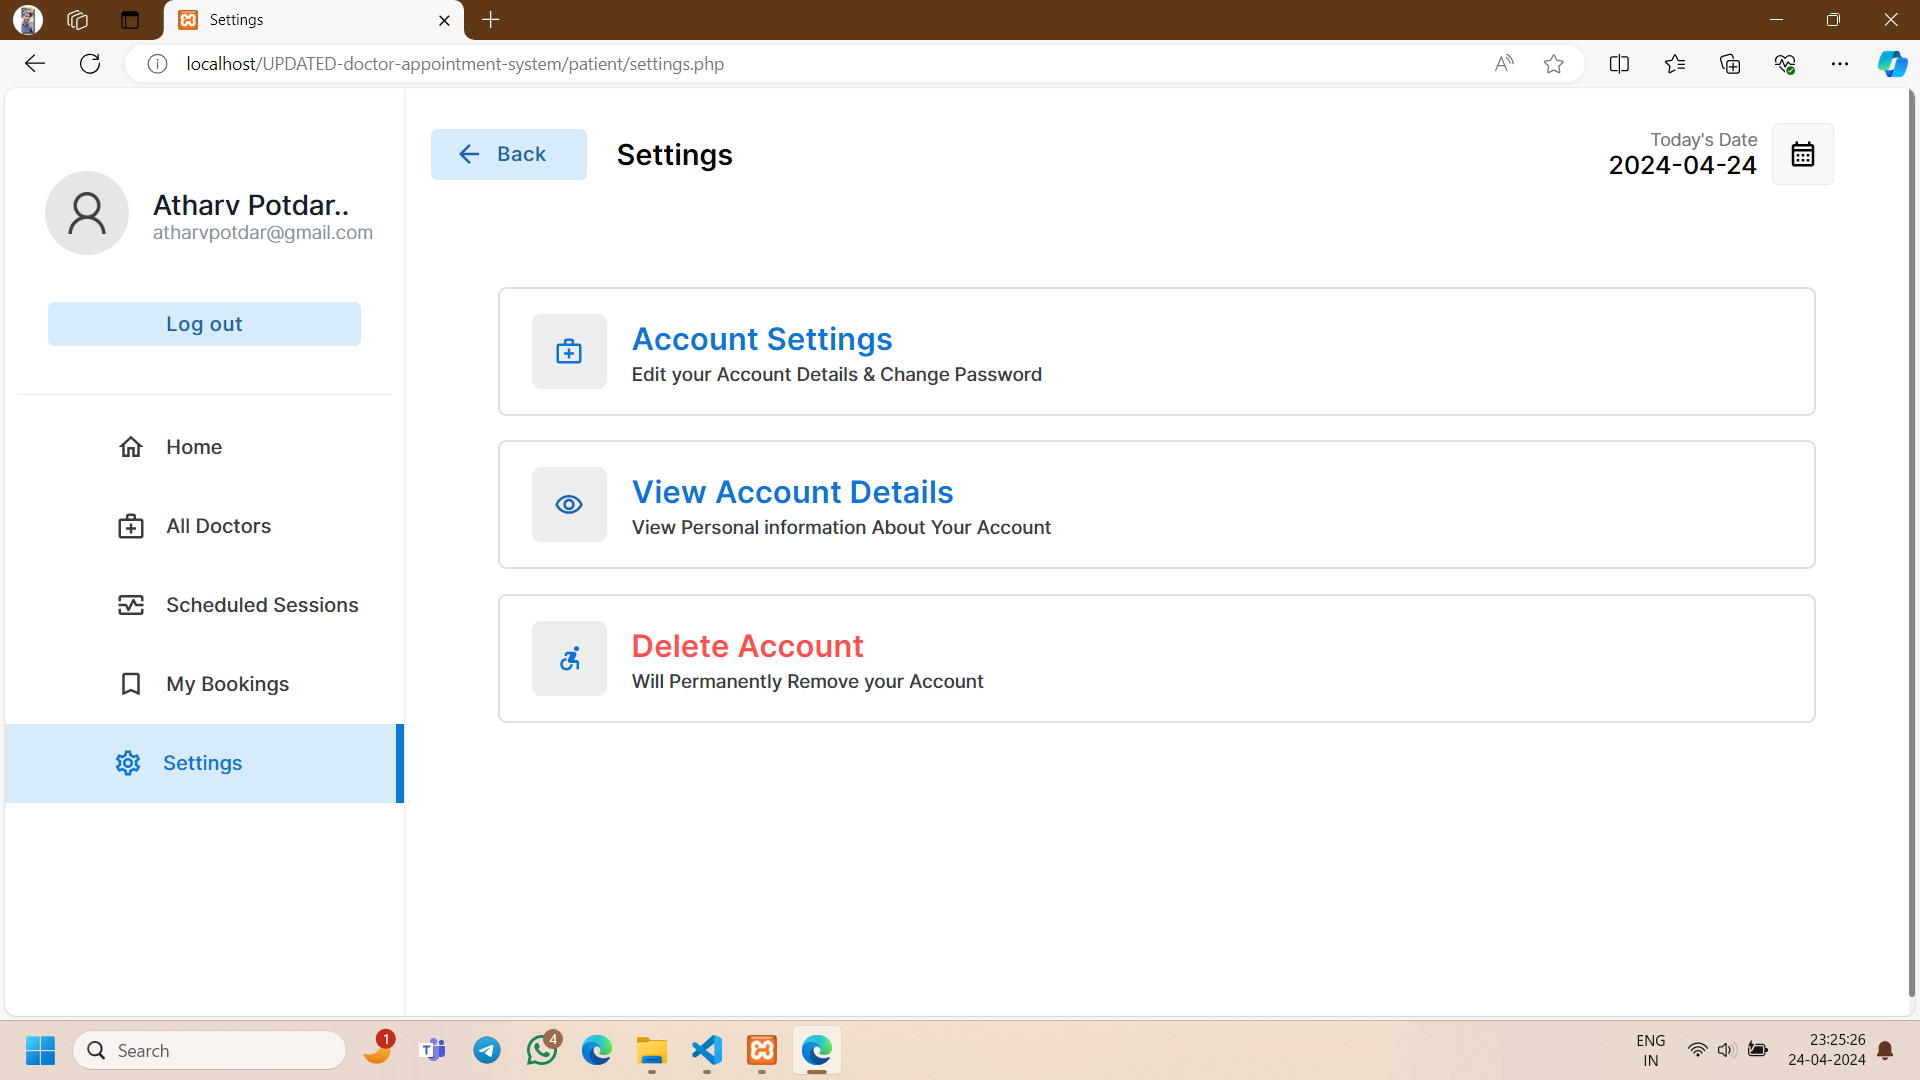 Settings
localhost/UPDATED-doctor-appointment-system/patient/settings.php
Atharv Potdar..
atharvpotdar@gmail.com
Log out
Home
All Doctors
Scheduled Sessions
My Bookings
Settings
Back
Settings
Today's Date
2024-04-24
Account Settings
Edit your Account Details & Change Password
View Account Details
View Personal information About Your Account
Delete Account
Will Permanently Remove your Account
Search
1
4
ENG
IN
23:25:26
24-04-2024